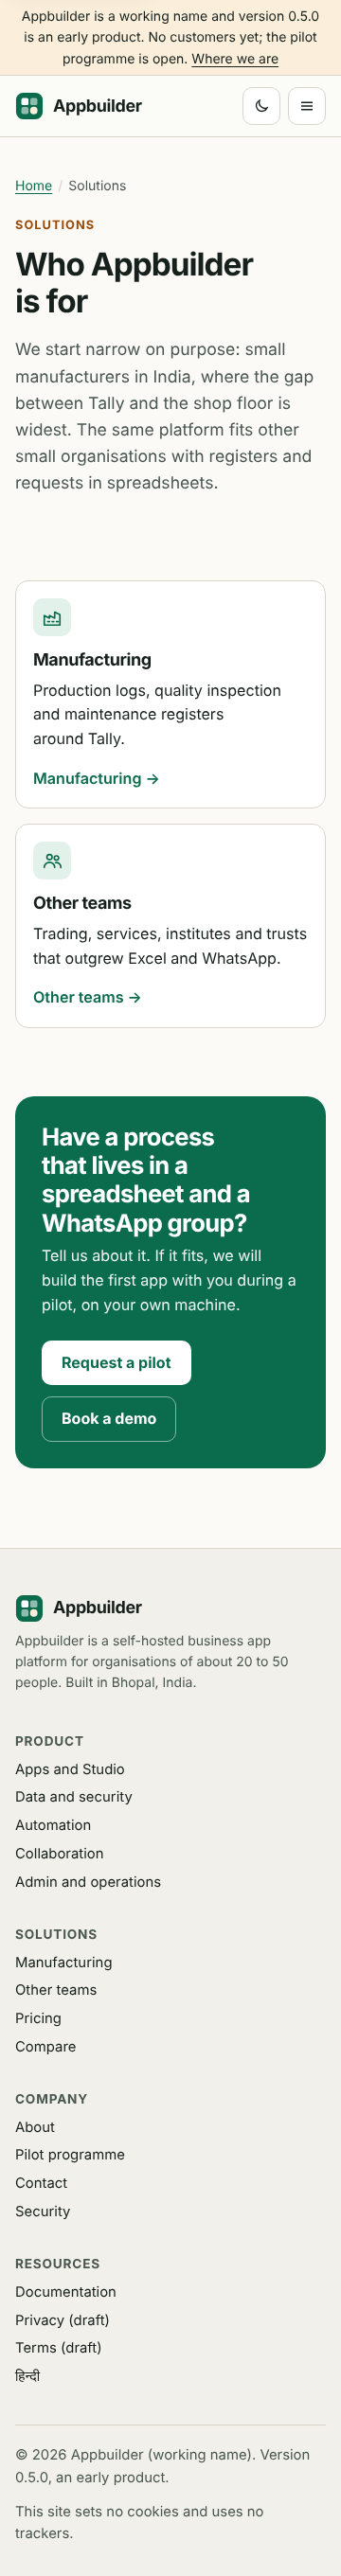 Appbuilder is a working name and version 0.5.0
is an early product. No customers yet; the pilot
programme is open. Where we are
Appbuilder
Home / Solutions
SOLUTIONS
Who Appbuilder
is for
We start narrow on purpose: small
manufacturers in India, where the gap
between Tally and the shop floor is
widest. The same platform fits other
small organisations with registers and
requests in spreadsheets.
Manufacturing
Production logs, quality inspection
and maintenance registers
around Tally.
Manufacturing →
Other teams
Trading, services, institutes and trusts
that outgrew Excel and WhatsApp.
Other teams →
Have a process
that lives in a
spreadsheet and a
WhatsApp group?
Tell us about it. If it fits, we will
build the first app with you during a
pilot, on your own machine.
Request a pilot
Book a demo
Appbuilder
Appbuilder is a self-hosted business app
platform for organisations of about 20 to 50
people. Built in Bhopal, India.
PRODUCT
Apps and Studio
Data and security
Automation
Collaboration
Admin and operations
SOLUTIONS
Manufacturing
Other teams
Pricing
Compare
COMPANY
About
Pilot programme
Contact
Security
RESOURCES
Documentation
Privacy (draft)
Terms (draft)
हिन्दी
© 2026 Appbuilder (working name). Version
0.5.0, an early product.
This site sets no cookies and uses no
trackers.